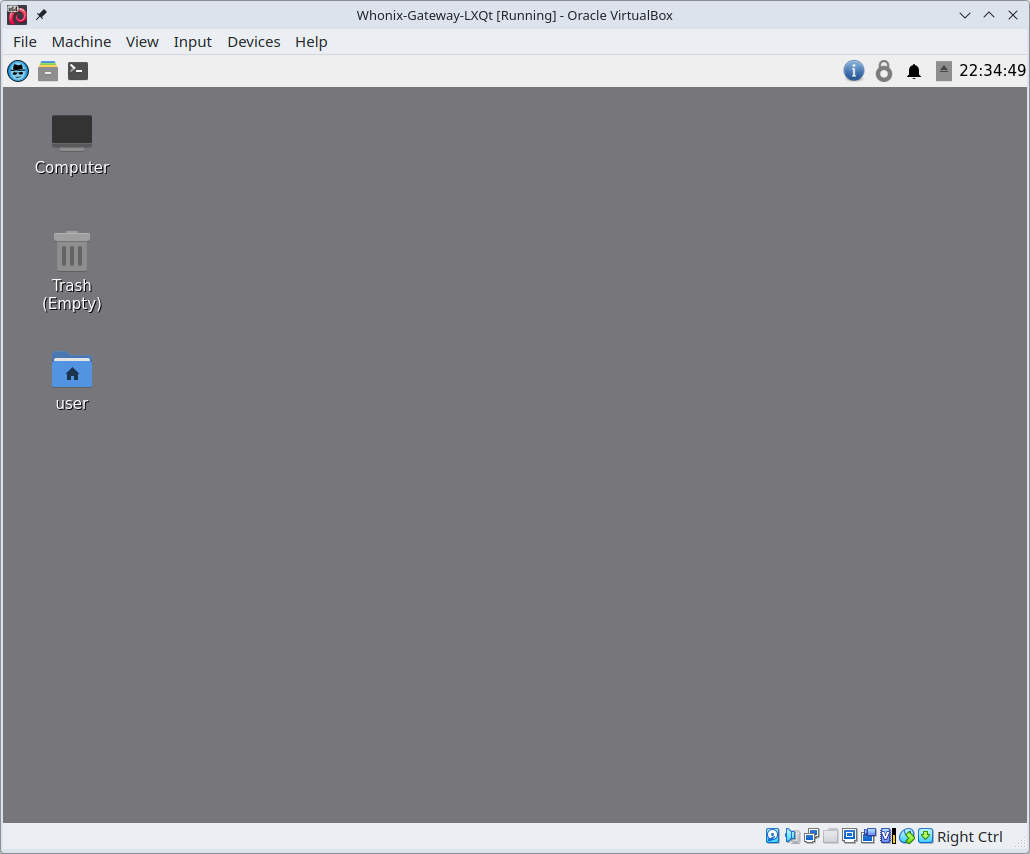 Whonix-Gateway-LXQt [Running] - Oracle VirtualBox
File Machine View Input Devices Help
22:34:49
Computer
Trash
(Empty)
user
Right Ctrl